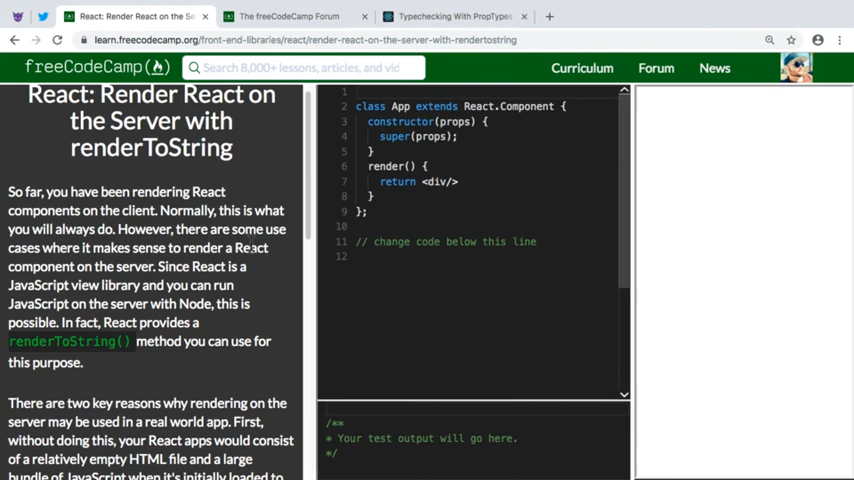 React: Render React on the Se
The freeCodeCamp Forum
Typechecking With PropTypes
learn.freecodecamp.org/front-end-libraries/react/render-react-on-the-server-with-rendertostring
freeCodeCamp
Search 8,000+ lessons, articles, and vid
Curriculum
Forum
News
React: Render React on
the Server with
renderToString
So far, you have been rendering React
components on the client. Normally, this is what
you will always do. However, there are some use
cases where it makes sense to render a React
component on the server. Since React is a
JavaScript view library and you can run
JavaScript on the server with Node, this is
possible. In fact, React provides a
renderToString() method you can use for
this purpose.
There are two key reasons why rendering on the
server may be used in a real world app. First,
without doing this, your React apps would consist
of a relatively empty HTML file and a large
bundle of JavaScript when it's initially loaded to
1
2 class App extends React.Component {
3 constructor(props) {
4 super(props);
5 }
6 render() {
7 return <div/>
8 }
9 };
10
11 // change code below this line
12
/**
* Your test output will go here.
*/